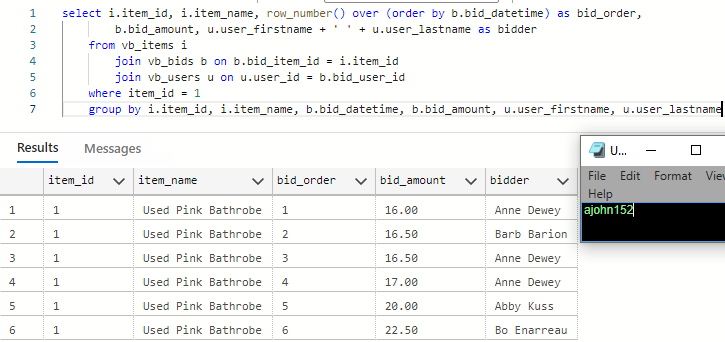 1 select i.item_id, i.item_name, row_number() over (order by b.bid_datetime) as bid_order,
2 b.bid_amount, u.user_firstname + ' ' + u.user_lastname as bidder
3 from vb_items i
4 join vb_bids b on b.bid_item_id = i.item_id
5 join vb_users u on u.user_id = b.bid_user_id
6 where item_id = 1
7 group by i.item_id, i.item_name, b.bid_datetime, b.bid_amount, u.user_firstname, u.user_lastname
Results Messages
U...
File Edit Format View
Help
ajohn152
item_id item_name bid_order bid_amount bidder
1 1 Used Pink Bathrobe 1 16.00 Anne Dewey
2 1 Used Pink Bathrobe 2 16.50 Barb Barion
3 1 Used Pink Bathrobe 3 16.50 Anne Dewey
4 1 Used Pink Bathrobe 4 17.00 Anne Dewey
5 1 Used Pink Bathrobe 5 20.00 Abby Kuss
6 1 Used Pink Bathrobe 6 22.50 Bo Enarreau